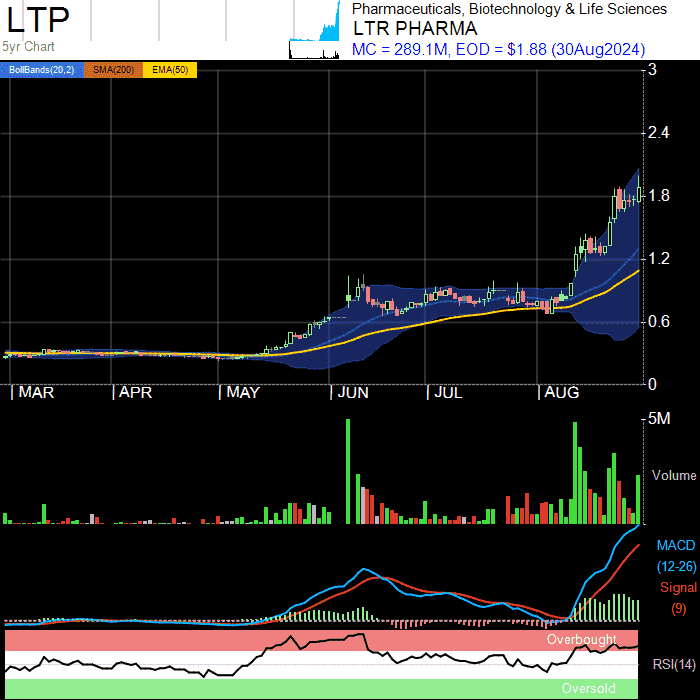 LTP
Pharmaceuticals, Biotechnology & Life Sciences
LTR PHARMA
5yr Chart
MC = 289.1M, EOD = $1.88 (30Aug2024)
BollBands(20,2) SMA(200) EMA(50)
3
2.4
1.8
1.2
0.6
0
| MAR | APR | MAY | JUN | JUL | AUG
5M
Volume
MACD
(12-26)
Signal
(9)
Overbought
RSI(14)
Oversold